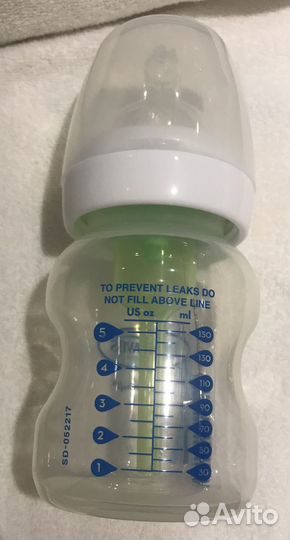 TO PREVENT LEAKS DO
NOT FILL ABOVE LINE
US oz ml
5 150
130
4
110
3
90
70
2
50
1 30
SD-052217
Avito